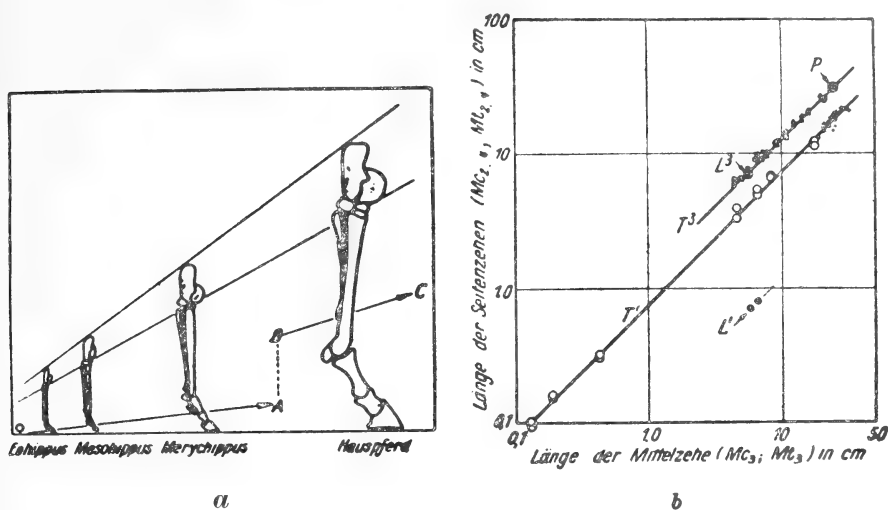 A
B
C
Eohippus Mesohippus Merychippus Hauspferd
a
Länge der Seitenzehen (Mc2,4, Mt2,4) in cm
100
10
1.0
0,1
P
L³
T³
T¹
L¹
0,1 1.0 10 50
Länge der Mittelzehe (Mc3; Mt3) in cm
b